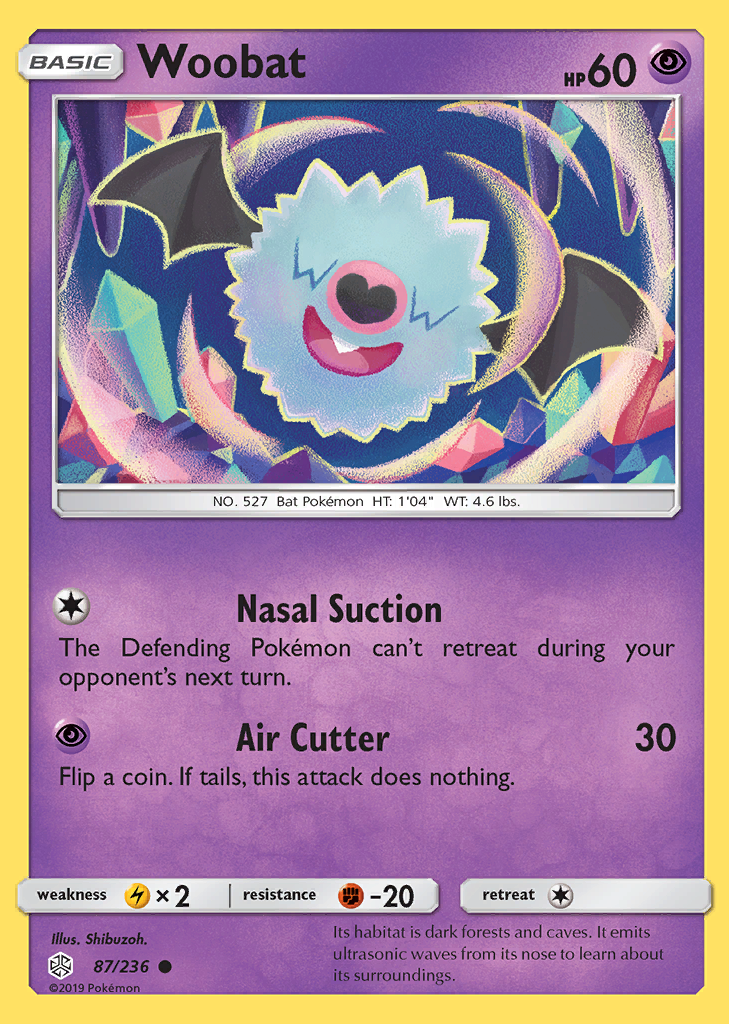 BASIC
Woobat
HP60
NO. 527 Bat Pokémon HT: 1'04" WT: 4.6 lbs.
Nasal Suction
The Defending Pokémon can't retreat during your
opponent's next turn.
Air Cutter 30
Flip a coin. If tails, this attack does nothing.
weakness ×2 resistance -20 retreat
Illus. Shibuzoh.
87/236
©2019 Pokémon
Its habitat is dark forests and caves. It emits
ultrasonic waves from its nose to learn about
its surroundings.